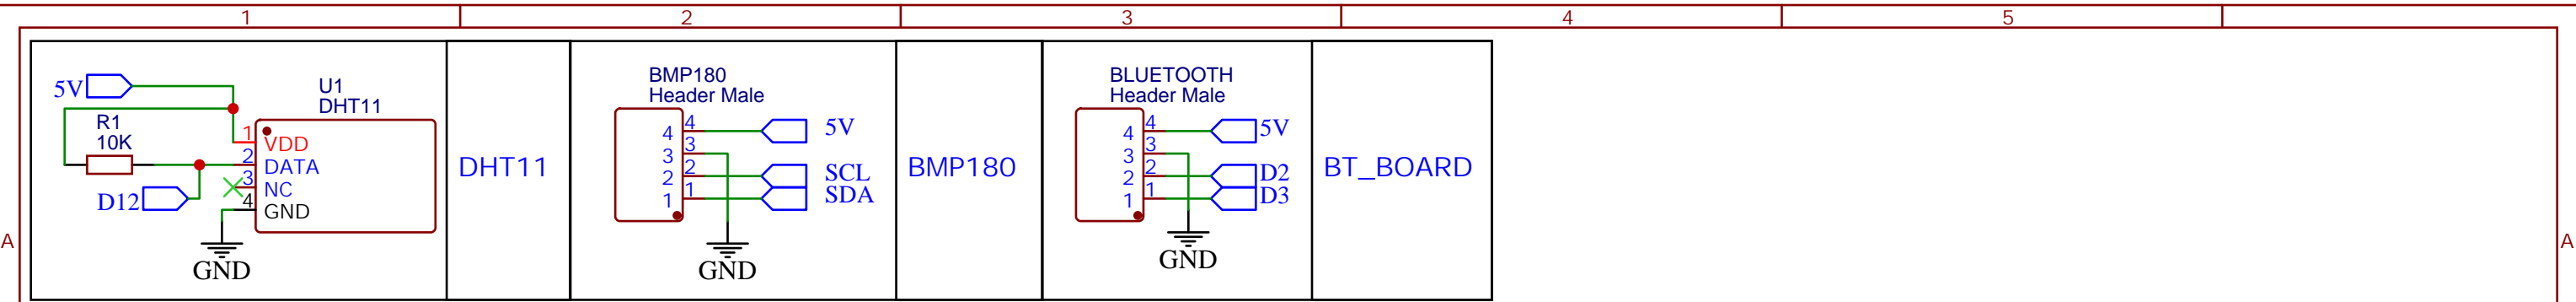 1 2 3 4 5
A A
5V
R1
10K
D12
U1
DHT11
1 VDD
2 DATA
3 NC
4 GND
GND
DHT11
BMP180
Header Male
4 4 5V
3 3
2 2 SCL
1 1 SDA
GND
BMP180
BLUETOOTH
Header Male
4 4 5V
3 3
2 2 D2
1 1 D3
GND
BT_BOARD